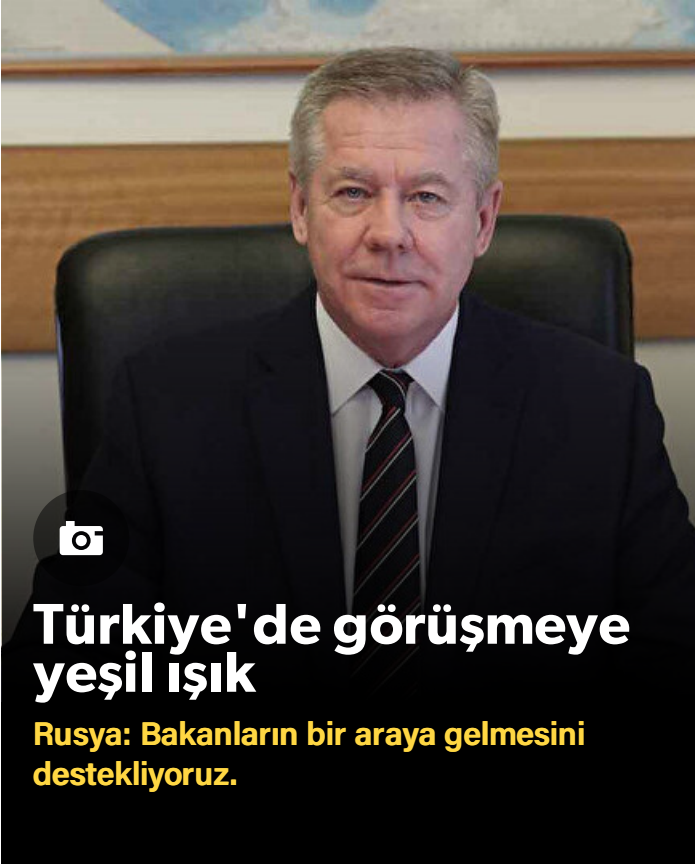 Türkiye'de görüşmeye
yeşil ışık
Rusya: Bakanların bir araya gelmesini
destekliyoruz.